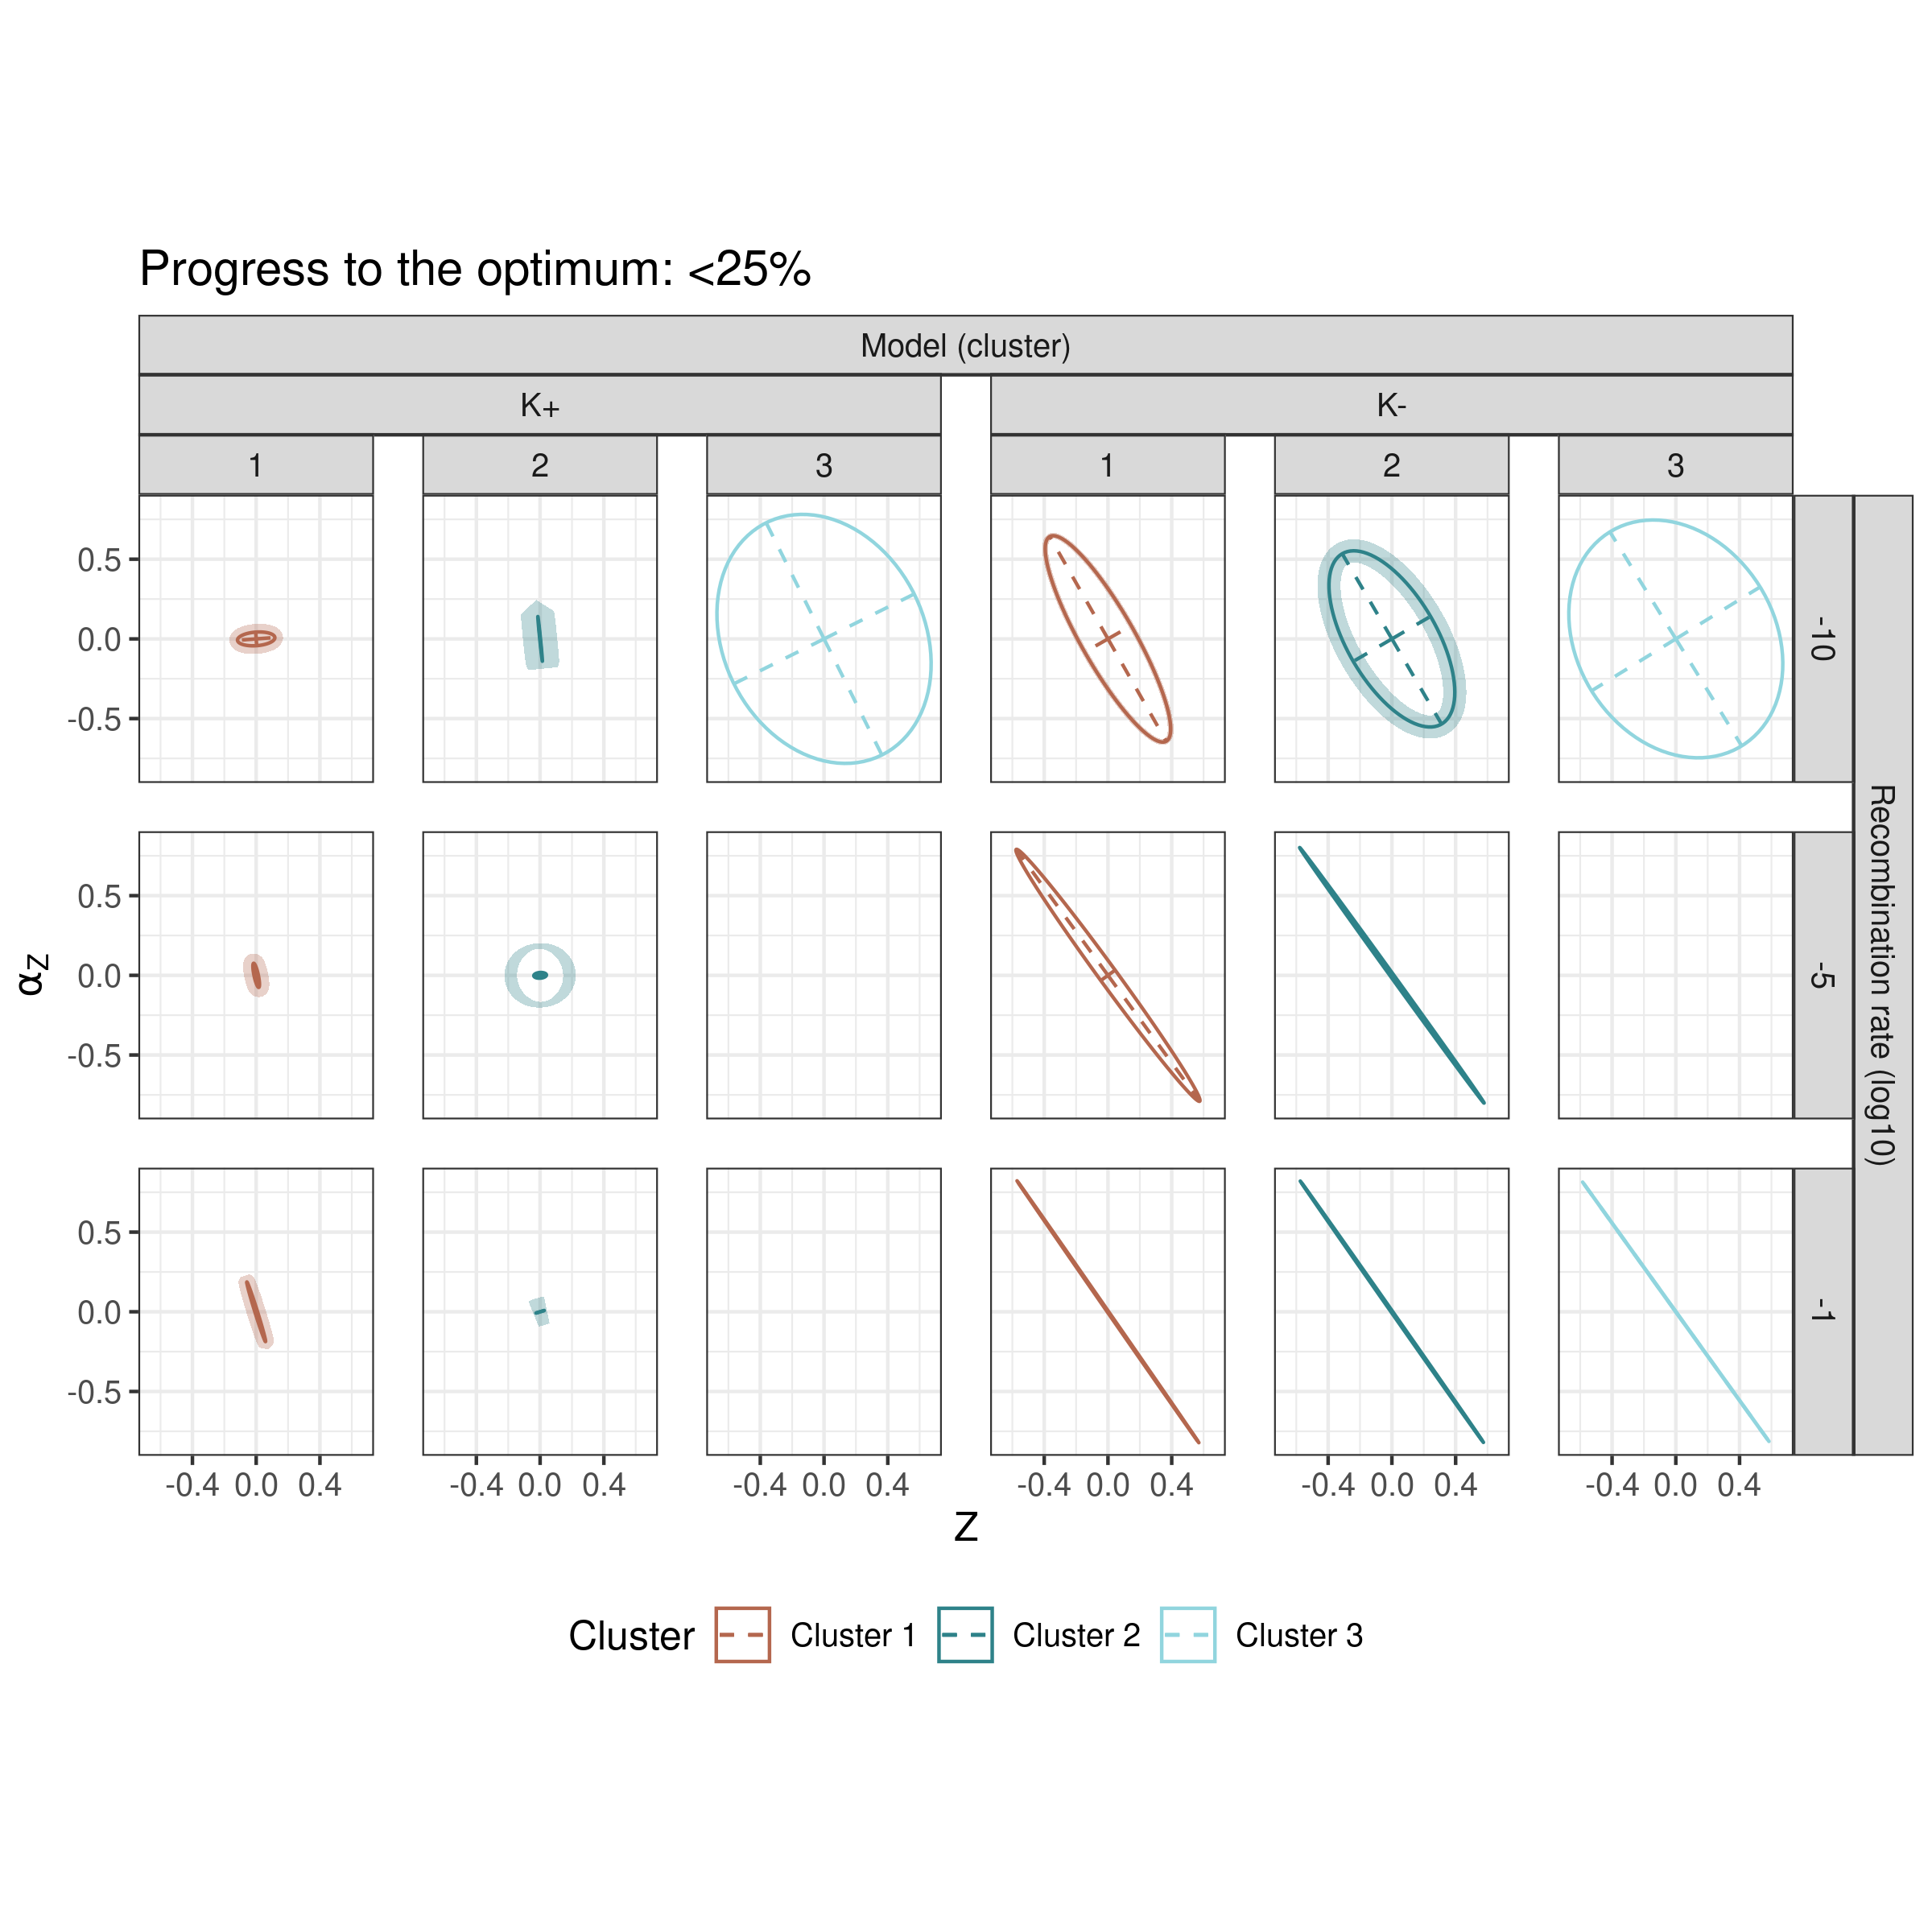 Progress to the optimum: <25%
Model (cluster)
K+ K-
1 2 3 1 2 3
0.5
0.0
-0.5
-10
0.5
0.0
-0.5
-5
0.5
0.0
-0.5
-1
αz
Recombination rate (log10)
-0.4 0.0 0.4 -0.4 0.0 0.4 -0.4 0.0 0.4 -0.4 0.0 0.4 -0.4 0.0 0.4 -0.4 0.0 0.4
Z
Cluster Cluster 1 Cluster 2 Cluster 3